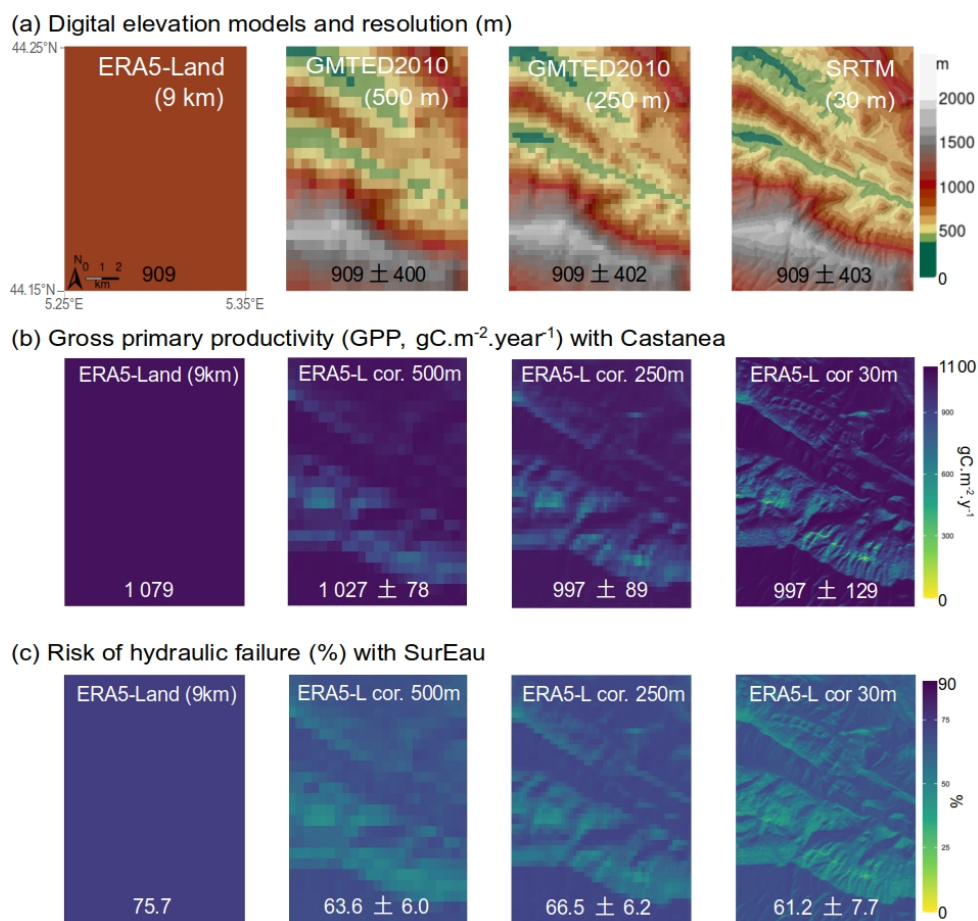 (a) Digital elevation models and resolution (m)
44.25°N
ERA5-Land
(9 km)
GMTED2010
(500 m)
GMTED2010
(250 m)
SRTM
(30 m)
m
2000
1500
1000
500
0
N
0 1 2
km
909
909 ± 400
909 ± 402
909 ± 403
44.15°N
5.25°E
5.35°E
(b) Gross primary productivity (GPP, gC.m⁻².year⁻¹) with Castanea
ERA5-Land (9km)
ERA5-L cor. 500m
ERA5-L cor. 250m
ERA5-L cor 30m
1100
900
600
300
0
gC.m⁻².y⁻¹
1 079
1 027 ± 78
997 ± 89
997 ± 129
(c) Risk of hydraulic failure (%) with SurEau
ERA5-Land (9km)
ERA5-L cor. 500m
ERA5-L cor. 250m
ERA5-L cor 30m
90
75
50
25
0
%
75.7
63.6 ± 6.0
66.5 ± 6.2
61.2 ± 7.7